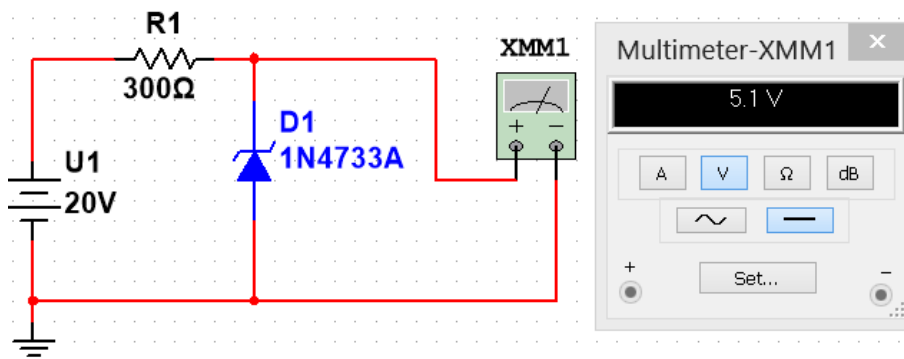 R1
300Ω
XMM1
+ −
D1
1N4733A
U1
20V
Multimeter-XMM1
5.1 V
A V Ω dB
+ −
Set...